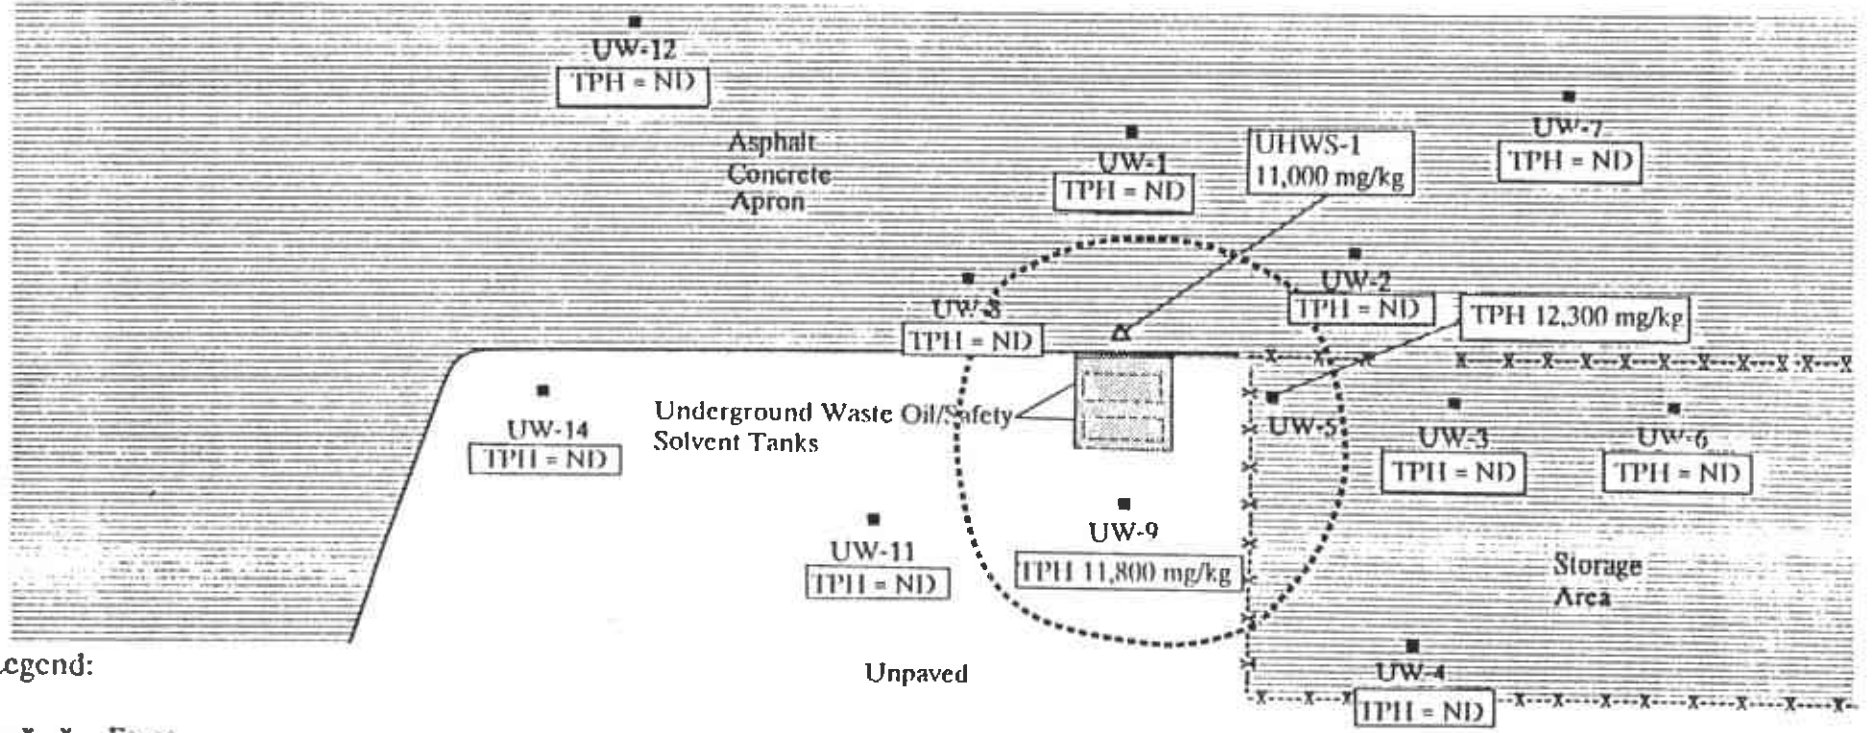 UW-12
TPH = ND
Asphalt
Concrete
Apron
UW-1
TPH = ND
UHWS-1
11,000 mg/kg
UW-7
TPH = ND
UW-8
TPH = ND
UW-2
TPH = ND
TPH 12,300 mg/kg
UW-14
TPH = ND
Underground Waste Oil/Safety
Solvent Tanks
UW-5
UW-3
TPH = ND
UW-6
TPH = ND
UW-11
TPH = ND
UW-9
TPH 11,800 mg/kg
Storage
Area
Unpaved
UW-4
TPH = ND
egend: